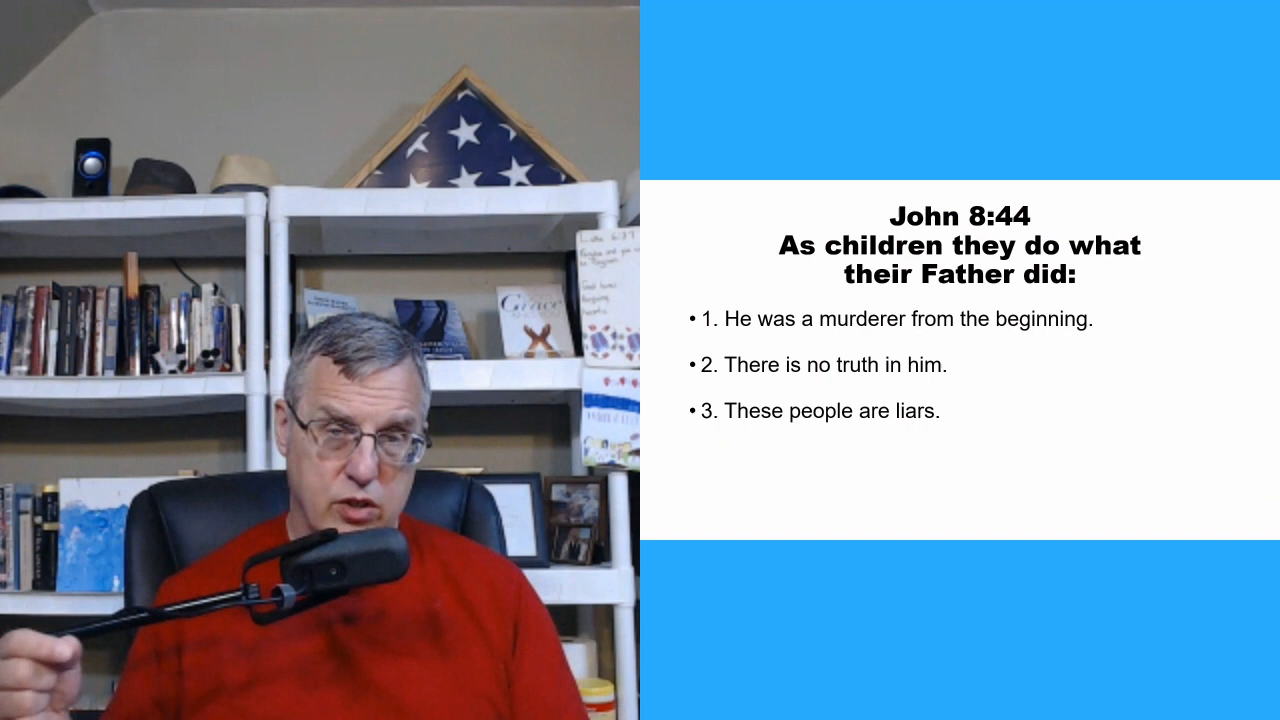 Grace
John 8:44
As children they do what
their Father did:
• 1. He was a murderer from the beginning.
• 2. There is no truth in him.
• 3. These people are liars.